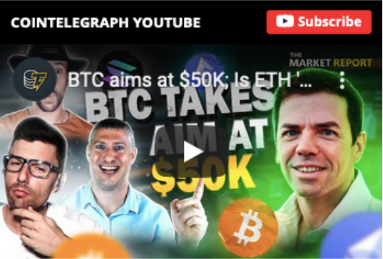 COINTELEGRAPH YOUTUBE
Subscribe
THE
MARKET REPORT
BTC aims at $50K; Is ETH '...
BTC TAKES
AIM AT
$50K